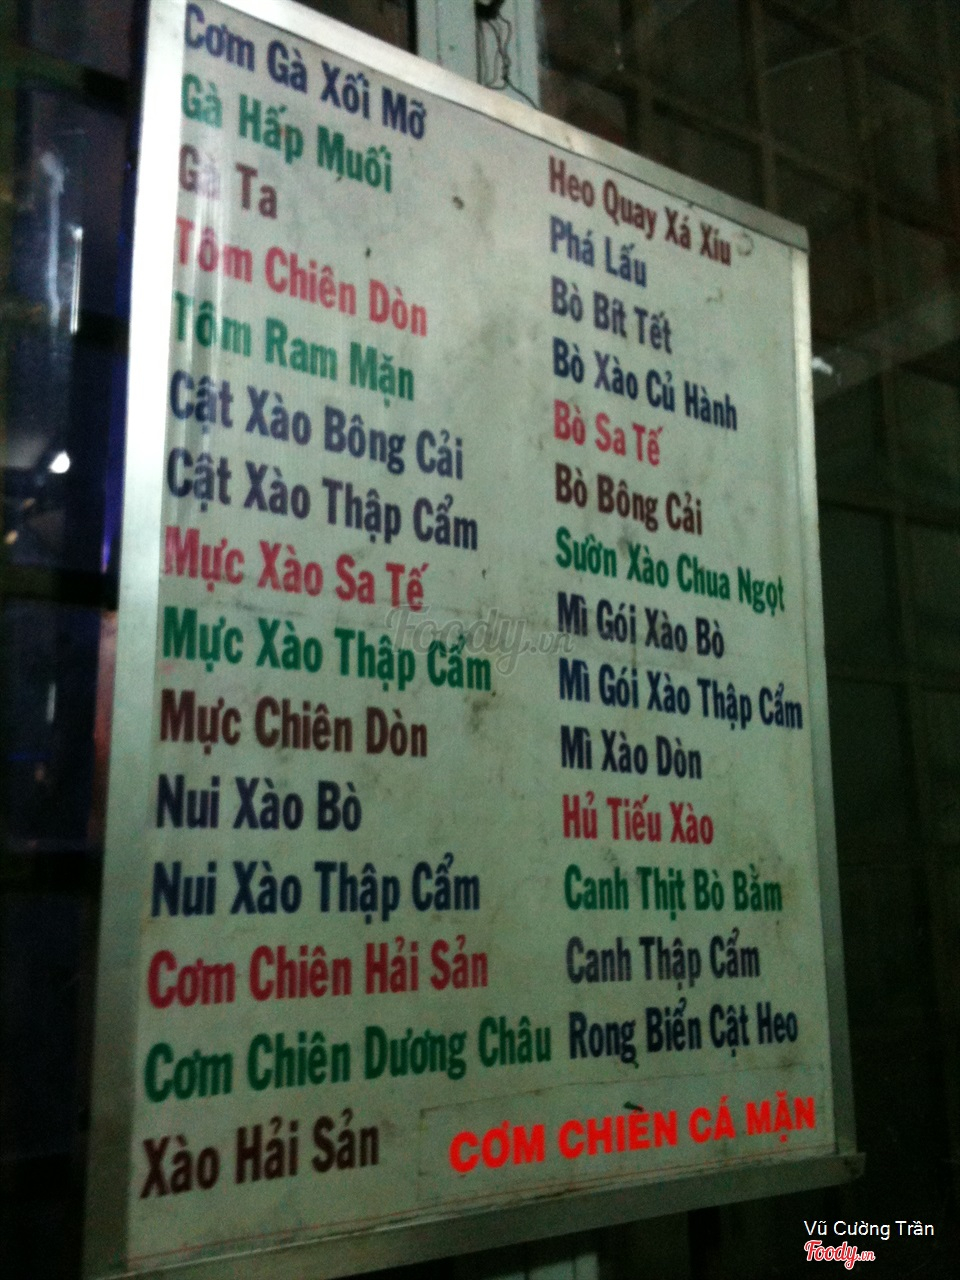 Cơm Gà Xối Mỡ
Gà Hấp Muối
Gà Ta
Tôm Chiên Dòn
Tôm Ram Mặn
Cật Xào Bông Cải
Cật Xào Thập Cẩm
Mực Xào Sa Tế
Mực Xào Thập Cẩm
Mực Chiên Dòn
Nui Xào Bò
Nui Xào Thập Cẩm
Cơm Chiên Hải Sản
Cơm Chiên Dương Châu
Xào Hải Sản
Heo Quay Xá Xíu
Phá Lấu
Bò Bít Tết
Bò Xào Củ Hành
Bò Sa Tế
Bò Bông Cải
Sườn Xào Chua Ngọt
Mì Gói Xào Bò
Mì Gói Xào Thập Cẩm
Mì Xào Dòn
Hủ Tiếu Xào
Canh Thịt Bò Bằm
Canh Thập Cẩm
Rong Biển Cật Heo
CƠM CHIÊN CÁ MẶN
Foody.vn
Vũ Cường Trần
Foody.vn